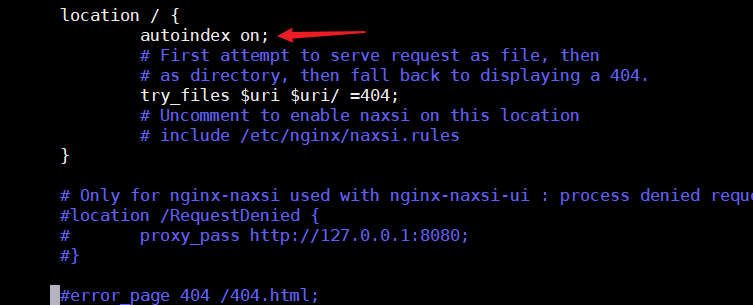 location / {
autoindex on;
# First attempt to serve request as file, then
# as directory, then fall back to displaying a 404.
try_files $uri $uri/ =404;
# Uncomment to enable naxsi on this location
# include /etc/nginx/naxsi.rules
}
# Only for nginx-naxsi used with nginx-naxsi-ui : process denied
#location /RequestDenied {
# proxy_pass http://127.0.0.1:8080;
#}
#error_page 404 /404.html;